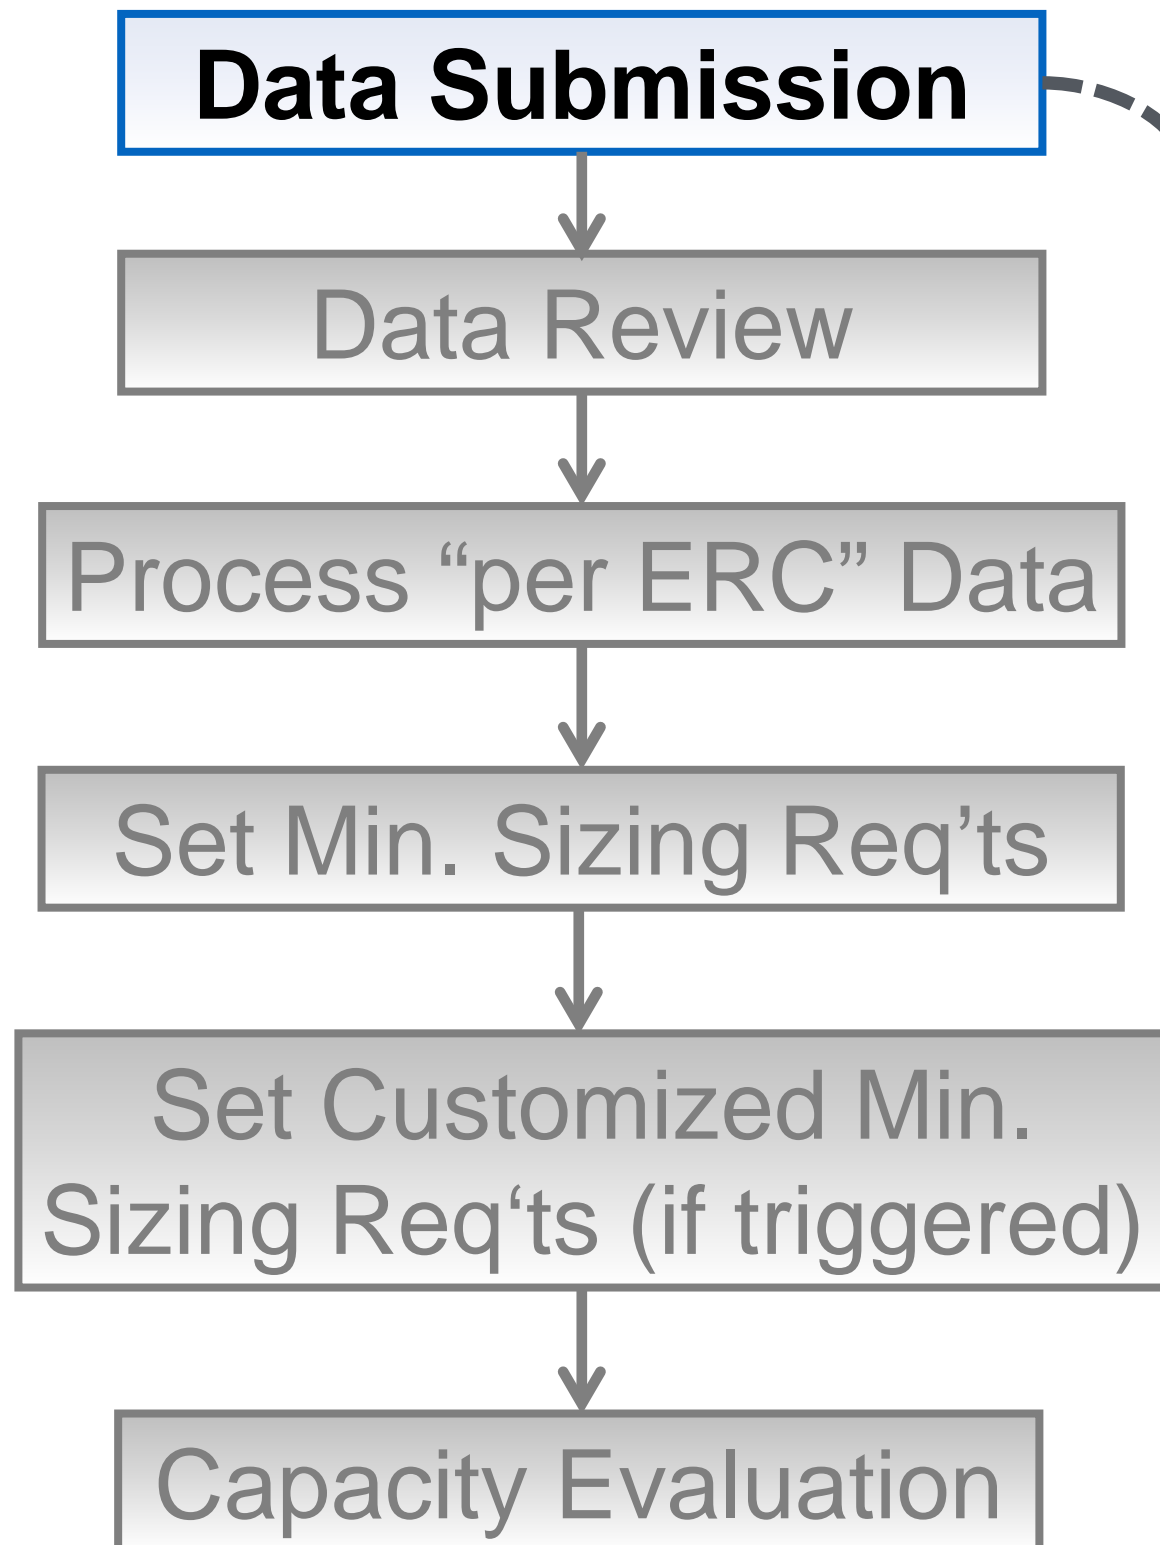 Data Submission
Data Review
Process “per ERC” Data
Set Min. Sizing Req’ts
Set Customized Min.
Sizing Req‘ts (if triggered)
Capacity Evaluation